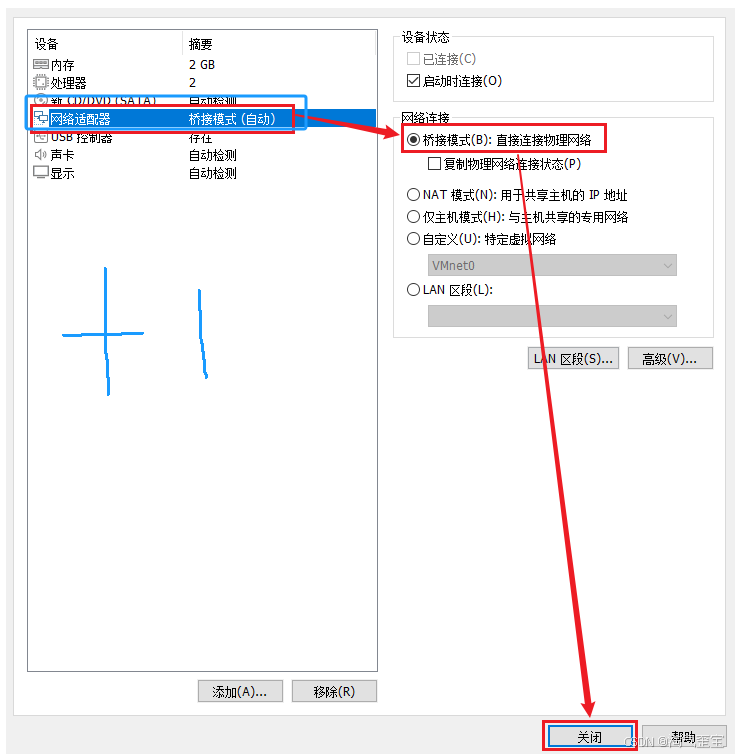 设备 摘要
内存 2 GB
处理器 2
新 CD/DVD (SATA) 自动检测
网络适配器 桥接模式 (自动)
USB 控制器 存在
声卡 自动检测
显示 自动检测
+1
添加(A)... 移除(R)
设备状态
已连接(C)
启动时连接(O)
网络连接
桥接模式(B): 直接连接物理网络
复制物理网络连接状态(P)
NAT 模式(N): 用于共享主机的 IP 地址
仅主机模式(H): 与主机共享的专用网络
自定义(U): 特定虚拟网络
VMnet0
LAN 区段(L):
LAN 区段(S)... 高级(V)...
关闭 帮助